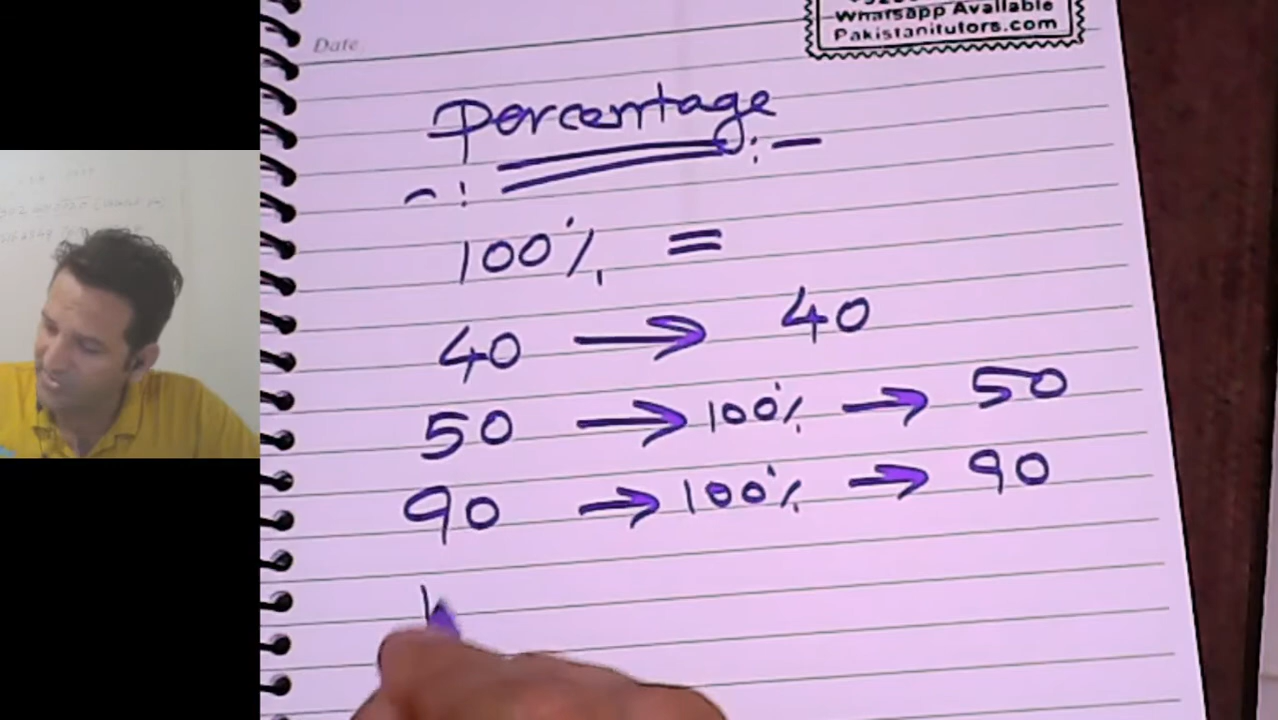 Whatsapp Available
Pakistanitutors.com
Date
Percentage :-
100% =
40 → 40
50 → 100% → 50
90 → 100% → 90